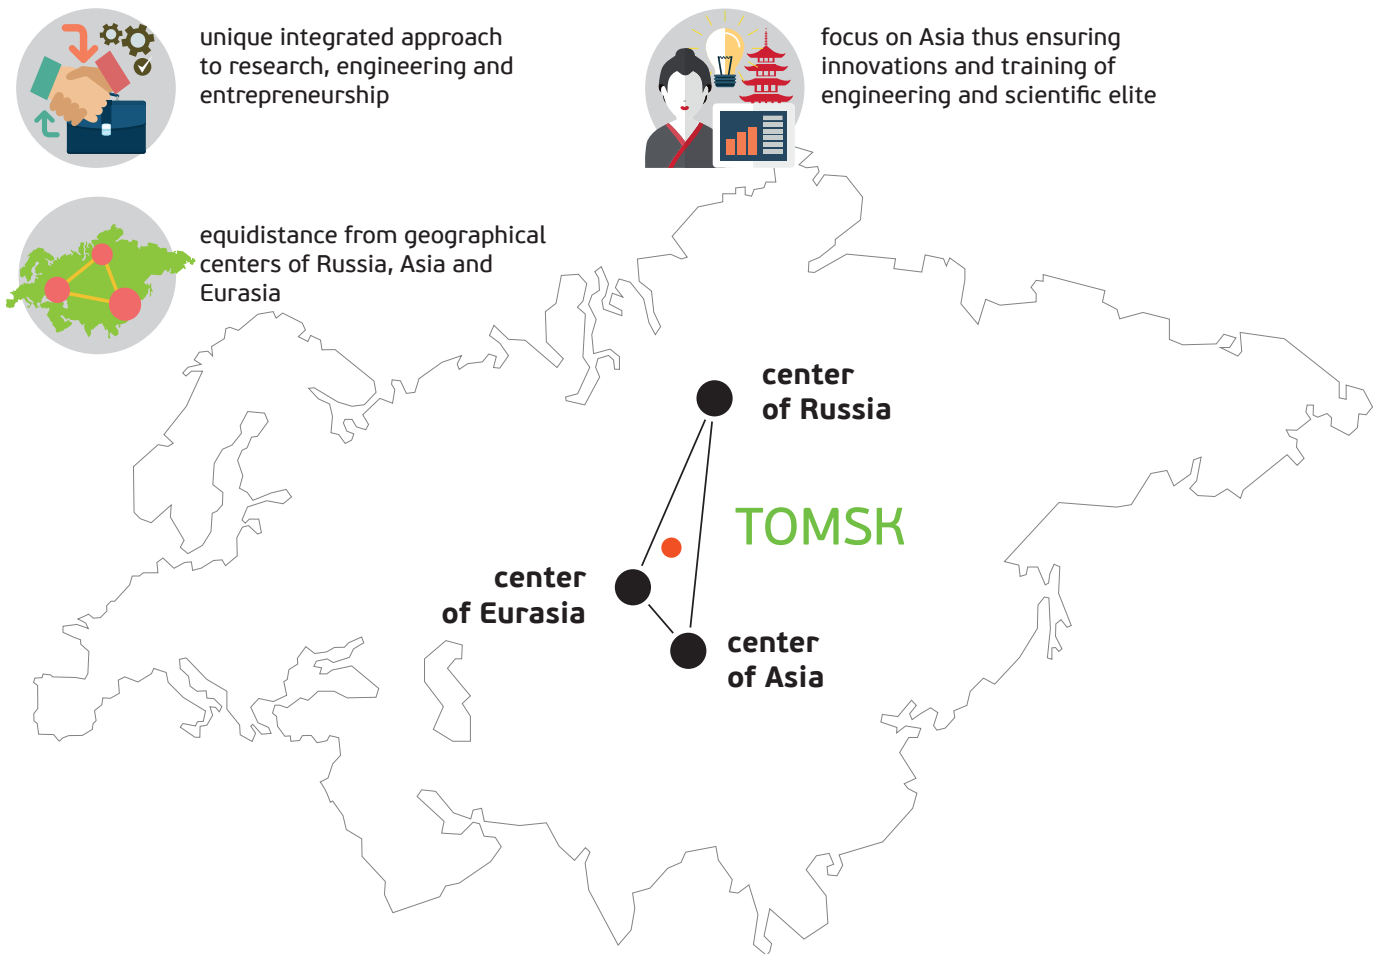 unique integrated approach
to research, engineering and
entrepreneurship
focus on Asia thus ensuring
innovations and training of
engineering and scientific elite
equidistance from geographical
centers of Russia, Asia and
Eurasia
center
of Russia
TOMSK
center
of Eurasia
center
of Asia